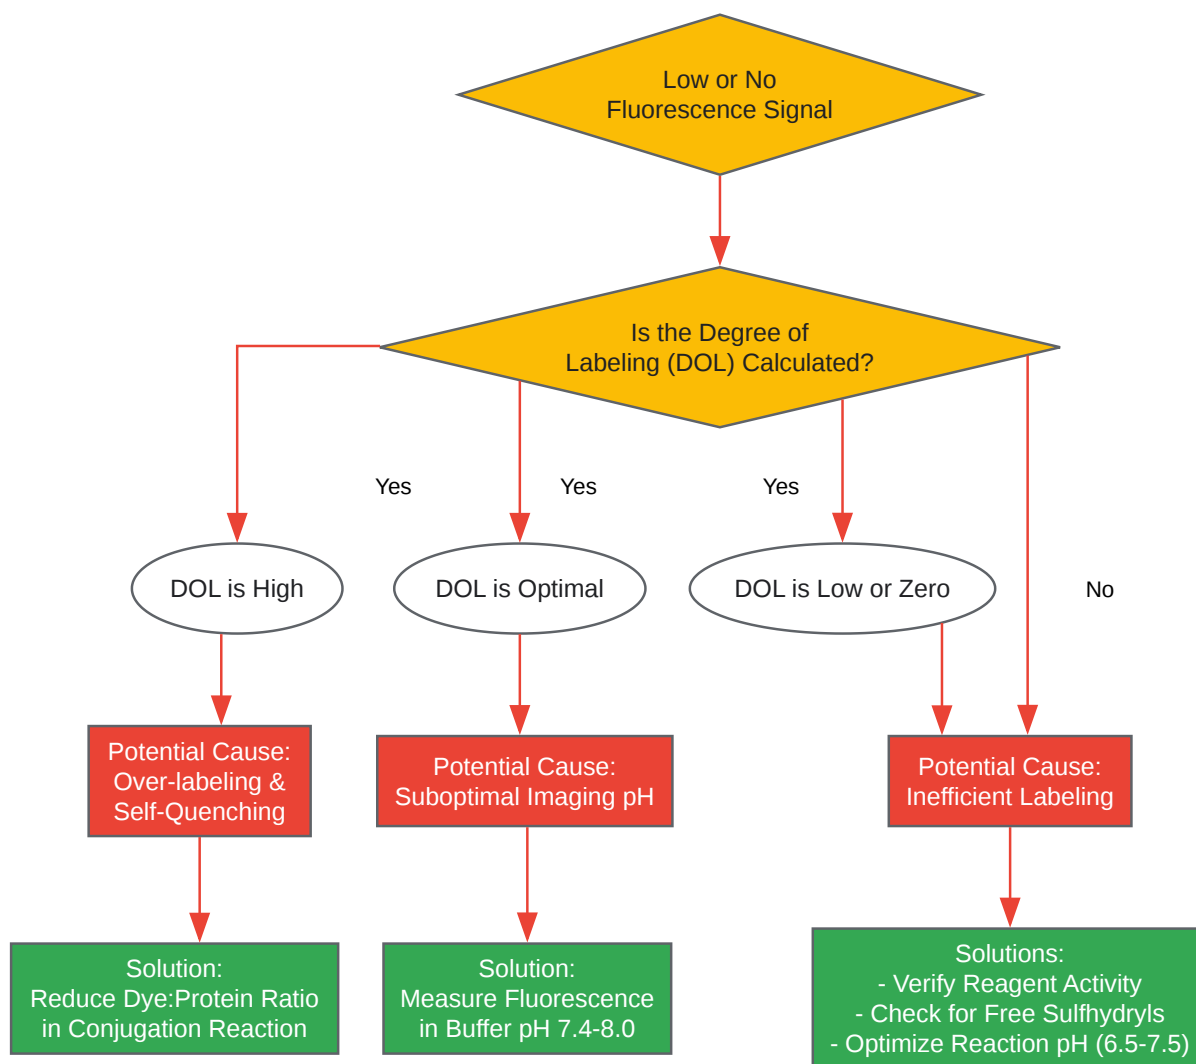 Low or No
Fluorescence Signal
Is the Degree of
Labeling (DOL) Calculated?
Yes
Yes
Yes
DOL is High
DOL is Optimal
DOL is Low or Zero
No
Potential Cause:
Over-labeling &
Self-Quenching
Potential Cause:
Suboptimal Imaging pH
Potential Cause:
Inefficient Labeling
Solution:
Reduce Dye:Protein Ratio
in Conjugation Reaction
Solution:
Measure Fluorescence
in Buffer pH 7.4-8.0
Solutions:
- Verify Reagent Activity
- Check for Free Sulfhydryls
- Optimize Reaction pH (6.5-7.5)